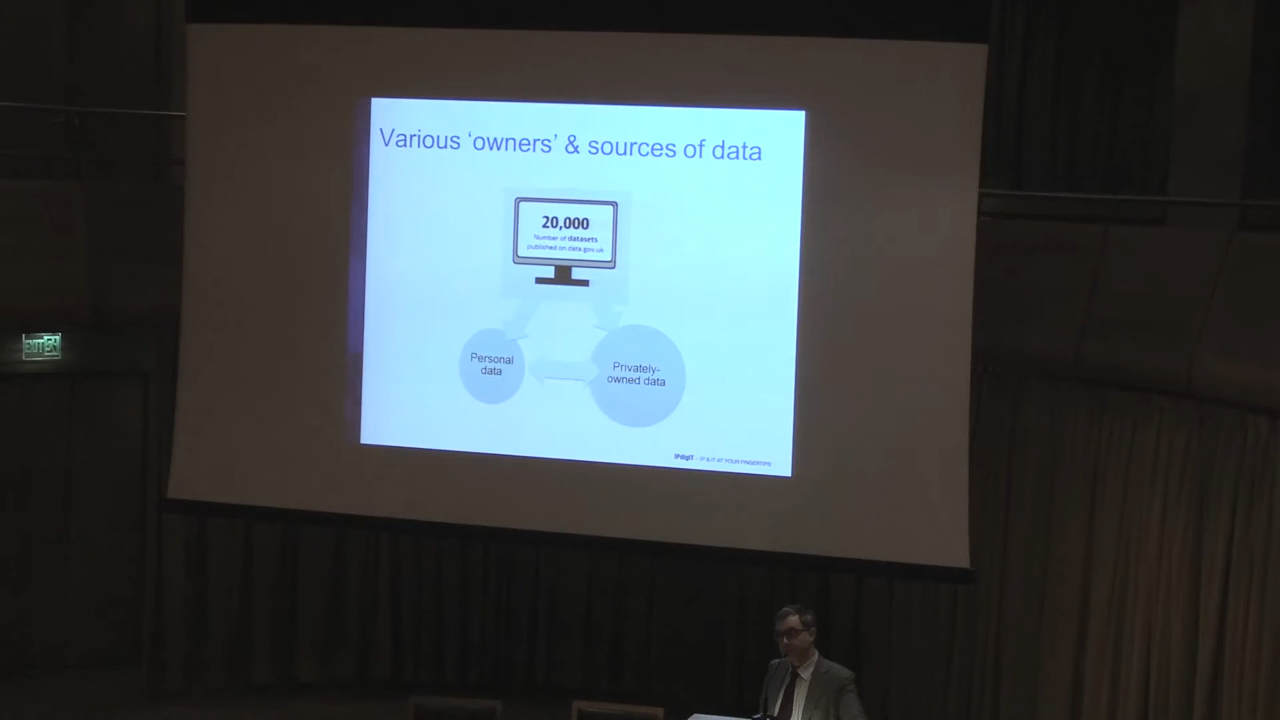 Various ‘owners’ & sources of data
20,000
Number of datasets
published on data.gov.uk
Personal
data
Privately-
owned data
IPdigIT - IP & IT AT YOUR FINGERTIPS
EXIT